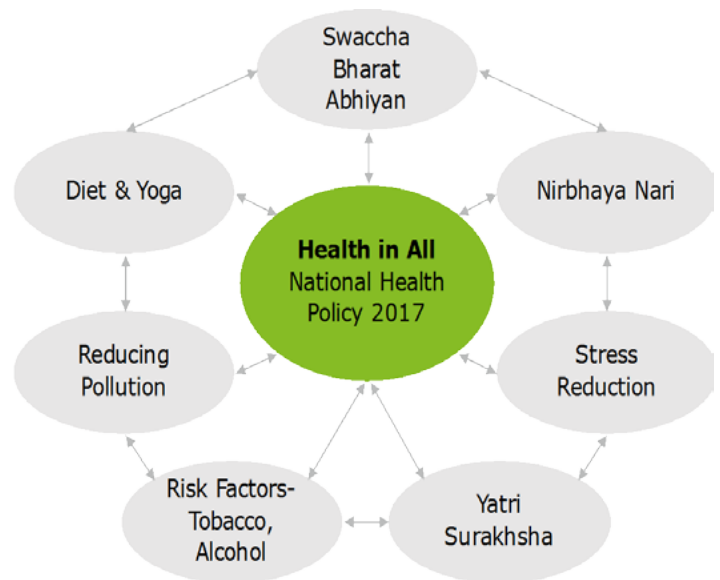 Swaccha
Bharat
Abhiyan
Diet & Yoga
Nirbhaya Nari
Health in All
National Health
Policy 2017
Reducing
Pollution
Stress
Reduction
Risk Factors-
Tobacco,
Alcohol
Yatri
Surakhsha